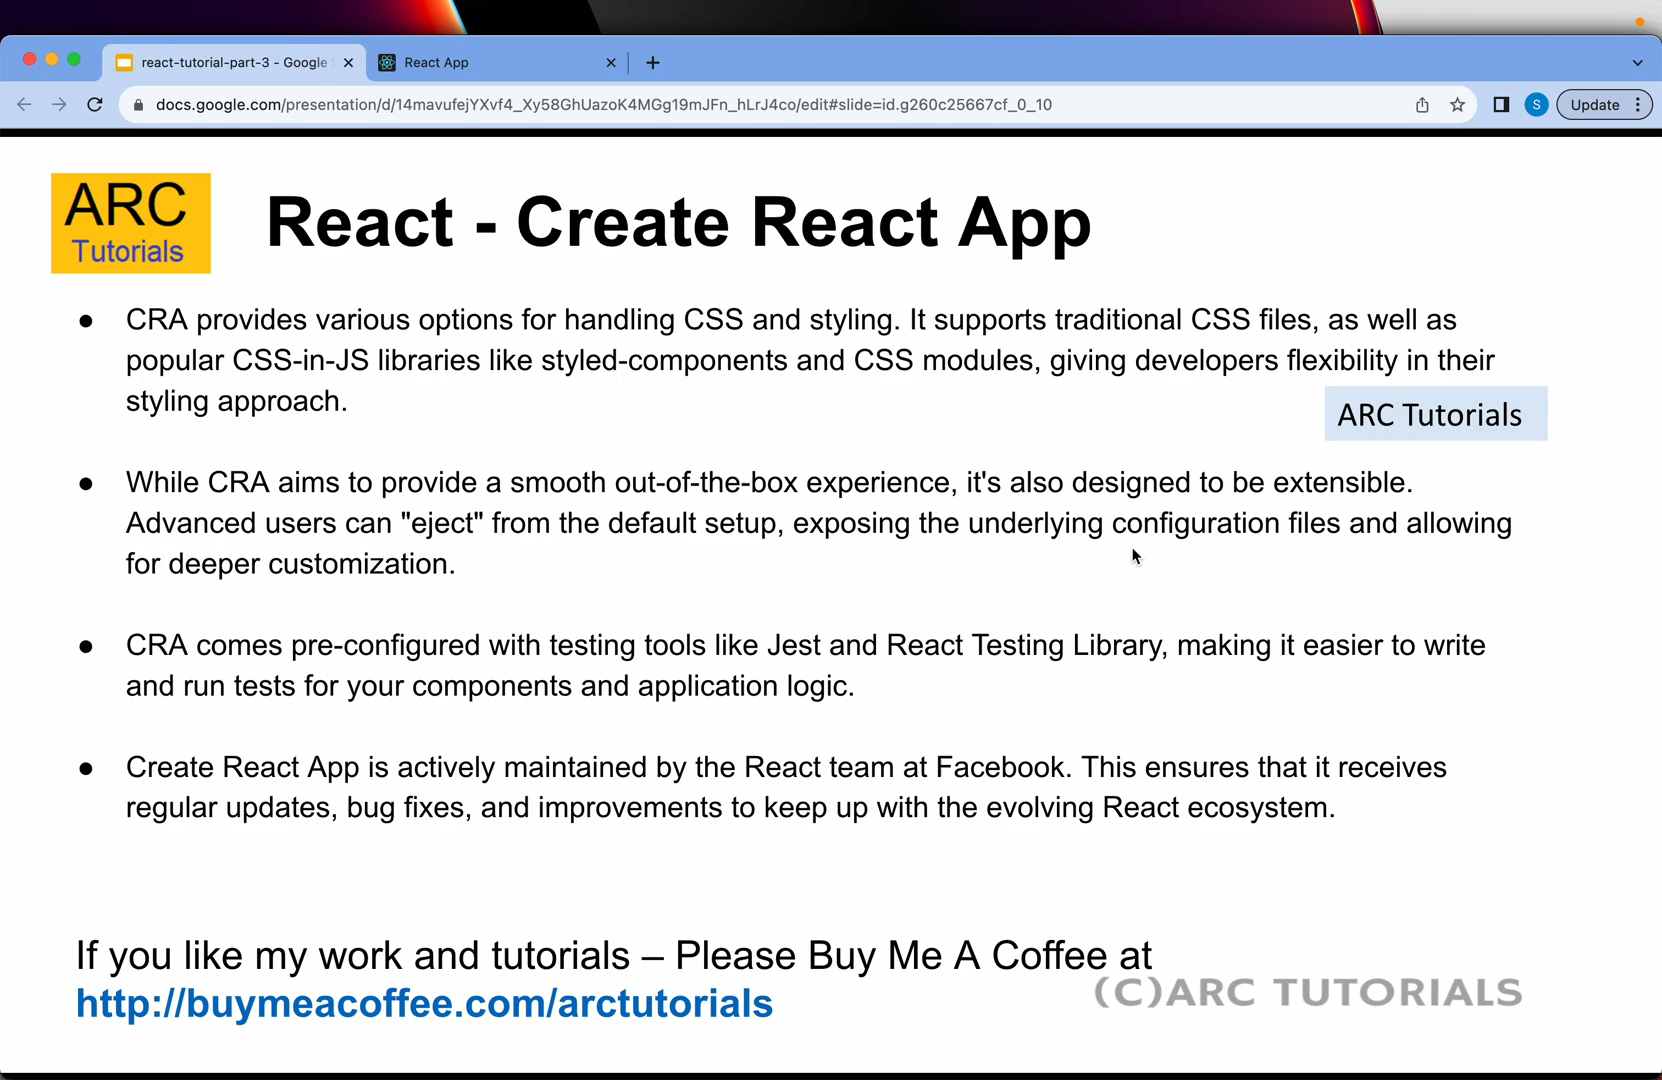 react-tutorial-part-3 - Google
React App
docs.google.com/presentation/d/14mavufejYXvf4_Xy58GhUazoK4MGg19mJFn_hLrJ4co/edit#slide=id.g260c25667cf_0_10
S
Update
ARC
Tutorials
React - Create React App
● CRA provides various options for handling CSS and styling. It supports traditional CSS files, as well as
popular CSS-in-JS libraries like styled-components and CSS modules, giving developers flexibility in their
styling approach.
ARC Tutorials
● While CRA aims to provide a smooth out-of-the-box experience, it's also designed to be extensible.
Advanced users can "eject" from the default setup, exposing the underlying configuration files and allowing
for deeper customization.
● CRA comes pre-configured with testing tools like Jest and React Testing Library, making it easier to write
and run tests for your components and application logic.
● Create React App is actively maintained by the React team at Facebook. This ensures that it receives
regular updates, bug fixes, and improvements to keep up with the evolving React ecosystem.
If you like my work and tutorials – Please Buy Me A Coffee at
http://buymeacoffee.com/arctutorials
(C)ARC TUTORIALS